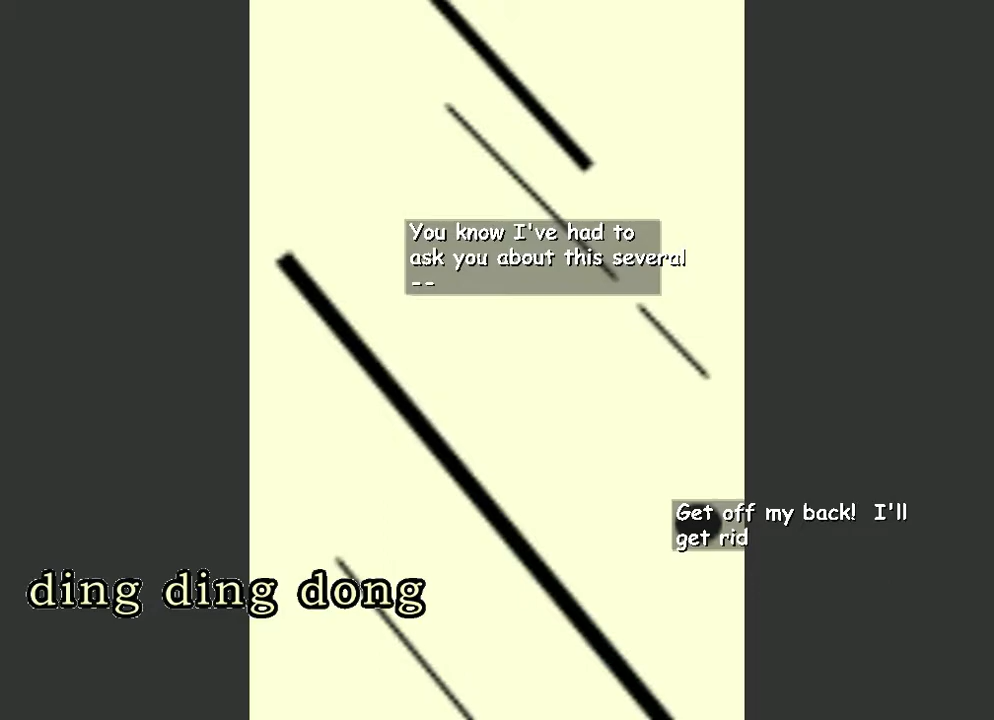 You know I've had to
ask you about this several
--
Get off my back!  I'll
get rid
ding ding dong